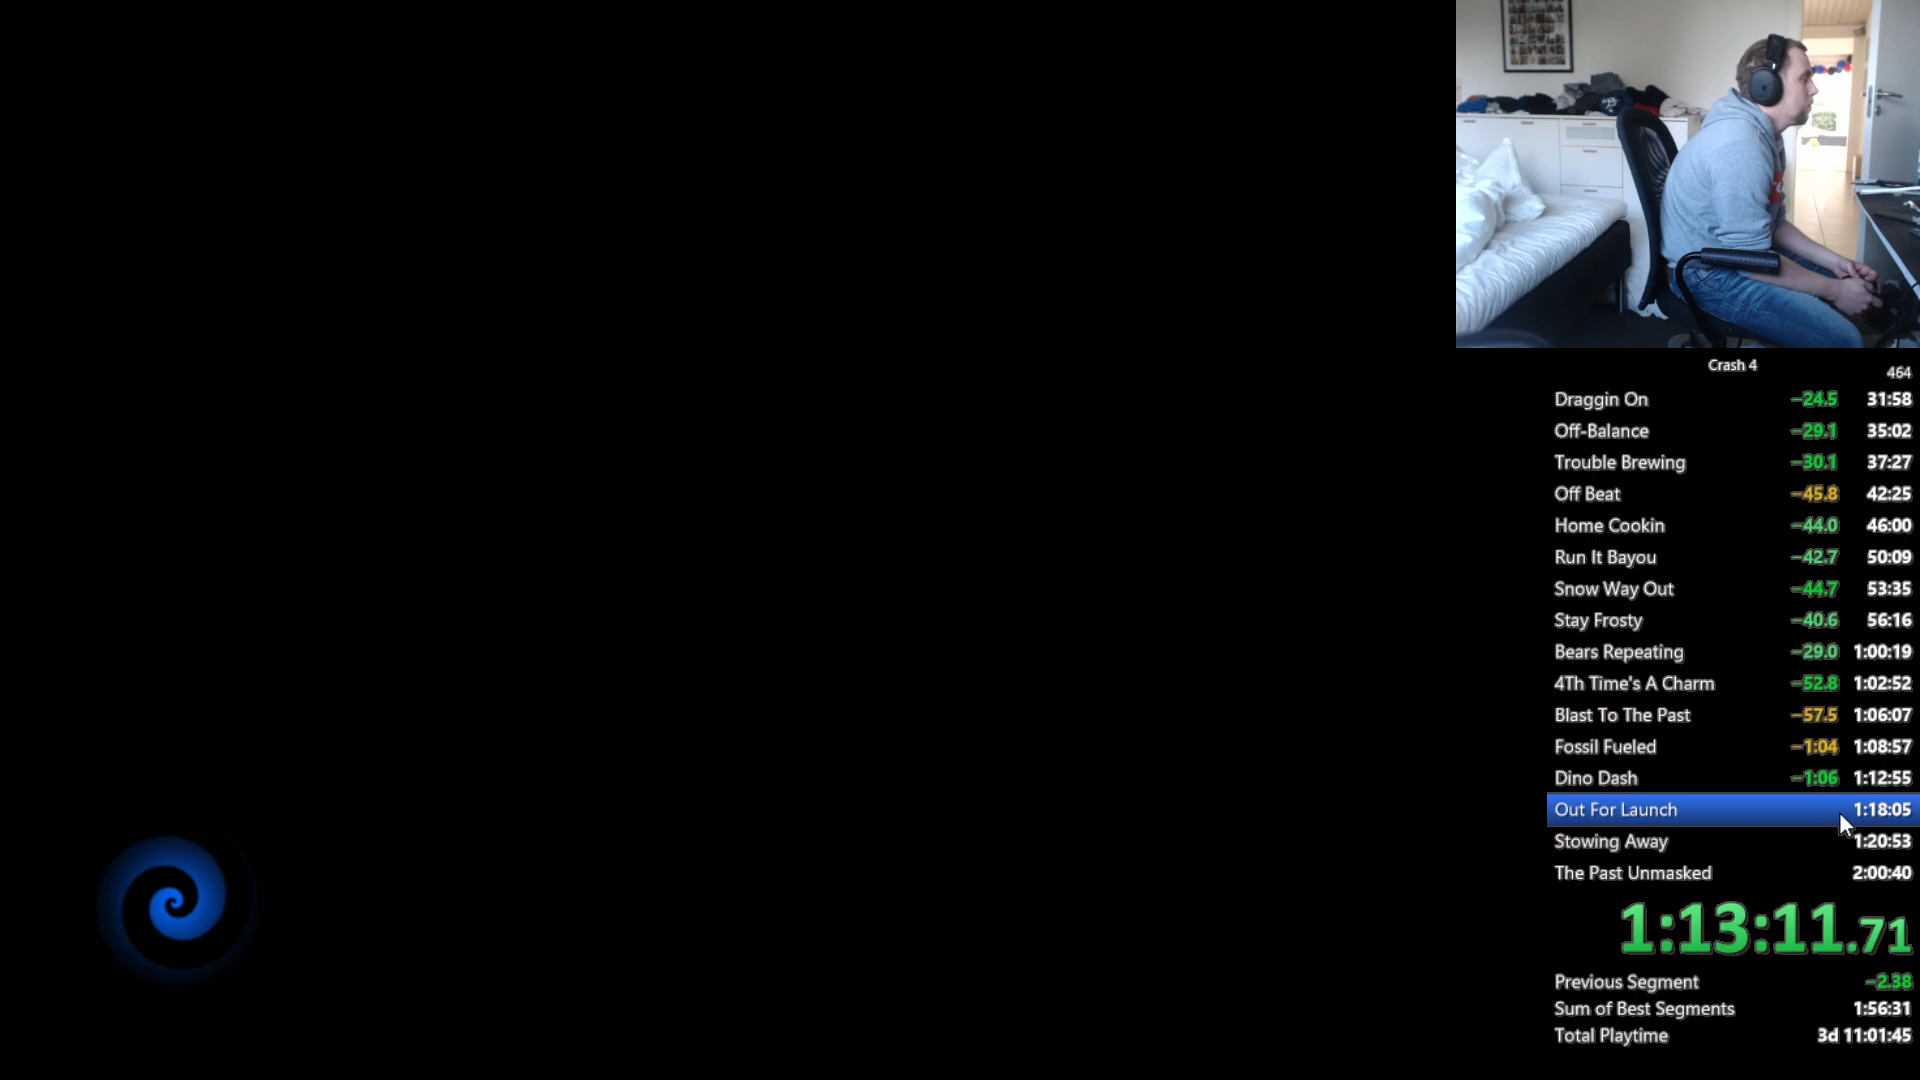 Crash 4
464
Draggin On −24.5 31:58
Off-Balance −29.1 35:02
Trouble Brewing −30.1 37:27
Off Beat −45.8 42:25
Home Cookin −44.0 46:00
Run It Bayou −42.7 50:09
Snow Way Out −44.7 53:35
Stay Frosty −40.6 56:16
Bears Repeating −29.0 1:00:19
4Th Time's A Charm −52.8 1:02:52
Blast To The Past −57.5 1:06:07
Fossil Fueled −1:04 1:08:57
Dino Dash −1:06 1:12:55
Out For Launch 1:18:05
Stowing Away 1:20:53
The Past Unmasked 2:00:40
1:13:11.71
Previous Segment −2.38
Sum of Best Segments 1:56:31
Total Playtime 3d 11:01:45